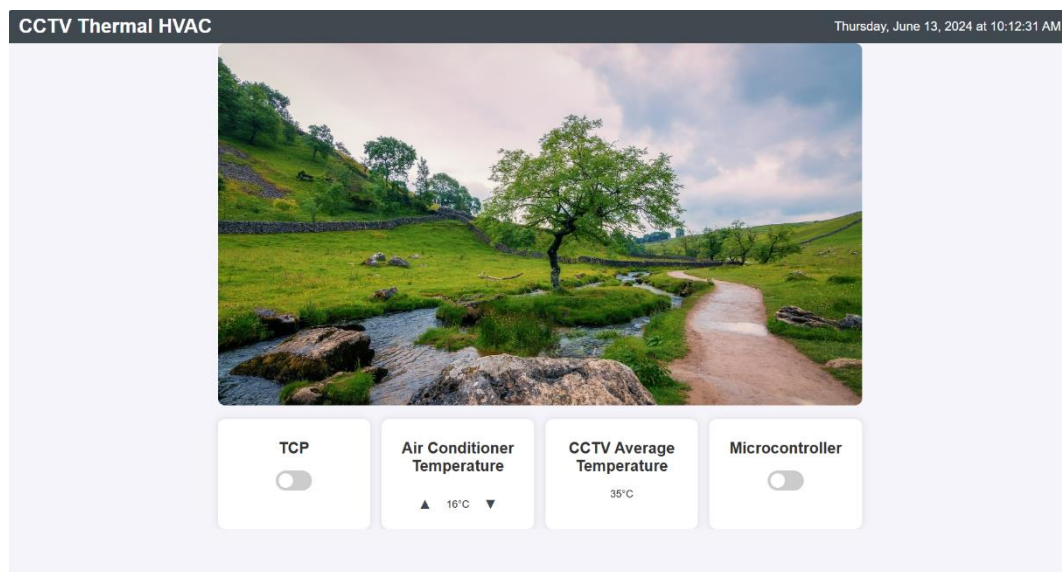 CCTV Thermal HVAC
Thursday, June 13, 2024 at 10:12:31 AM
TCP
Air Conditioner
Temperature
▲ 16°C ▼
CCTV Average
Temperature
35°C
Microcontroller